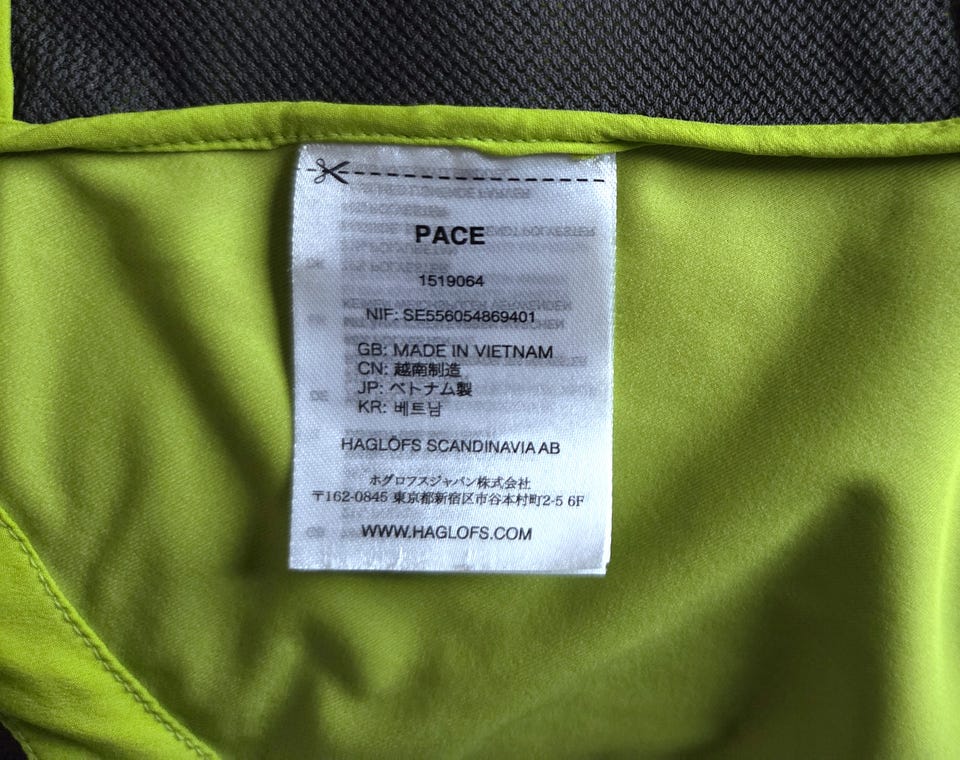 PACE
1519064
NIF: SE556054869401
GB: MADE IN VIETNAM
CN: 越南制造
JP: ベトナム製
KR: 베트남
HAGLÖFS SCANDINAVIA AB
ホグロフスジャパン株式会社
〒162-0845 東京都新宿区市谷本村町2-5 6F
WWW.HAGLOFS.COM